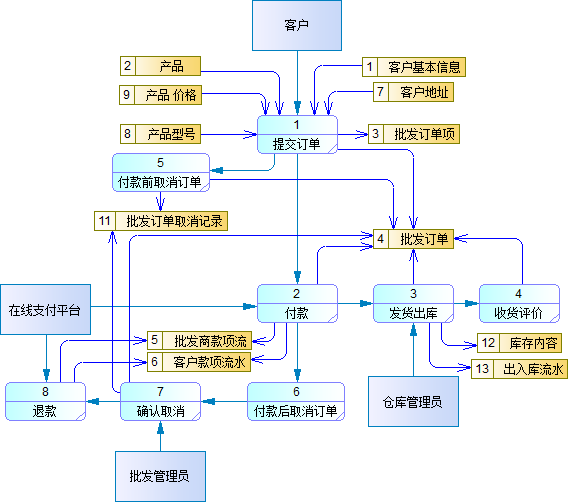 客户
2 产品
1 客户基本信息
9 产品 价格
7 客户地址
1
提交订单
8 产品型号
3 批发订单项
5
付款前取消订单
11 批发订单取消记录
4 批发订单
在线支付平台
2
付款
3
发货出库
4
收货评价
5 批发商款项流
12 库存内容
6 客户款项流水
13 出入库流水
8
退款
7
确认取消
6
付款后取消订单
仓库管理员
批发管理员